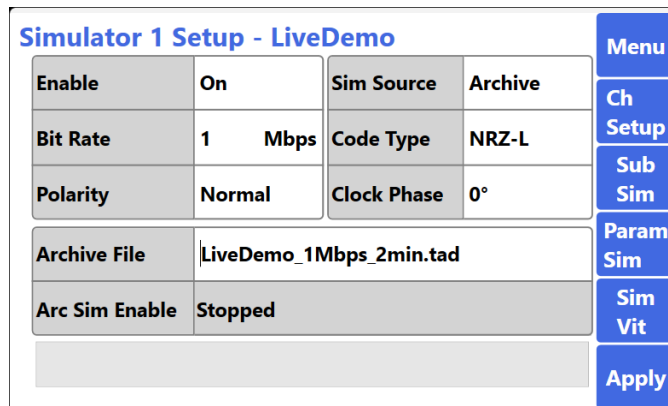 Simulator 1 Setup - LiveDemo
Enable On Sim Source Archive
Bit Rate 1 Mbps Code Type NRZ-L
Polarity Normal Clock Phase 0°
Archive File LiveDemo_1Mbps_2min.tad
Arc Sim Enable Stopped
Menu
Ch
Setup
Sub
Sim
Param
Sim
Sim
Vit
Apply